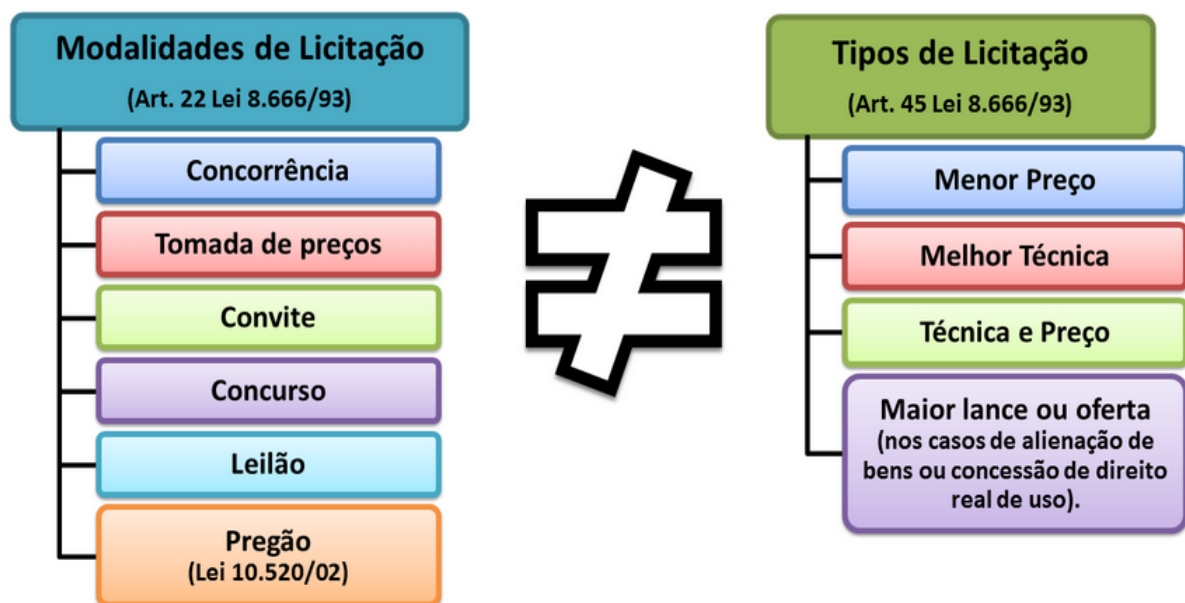 Modalidades de Licitação
(Art. 22 Lei 8.666/93)
Concorrência
Tomada de preços
Convite
Concurso
Leilão
Pregão
(Lei 10.520/02)
Tipos de Licitação
(Art. 45 Lei 8.666/93)
Menor Preço
Melhor Técnica
Técnica e Preço
Maior lance ou oferta
(nos casos de alienação de
bens ou concessão de direito
real de uso).